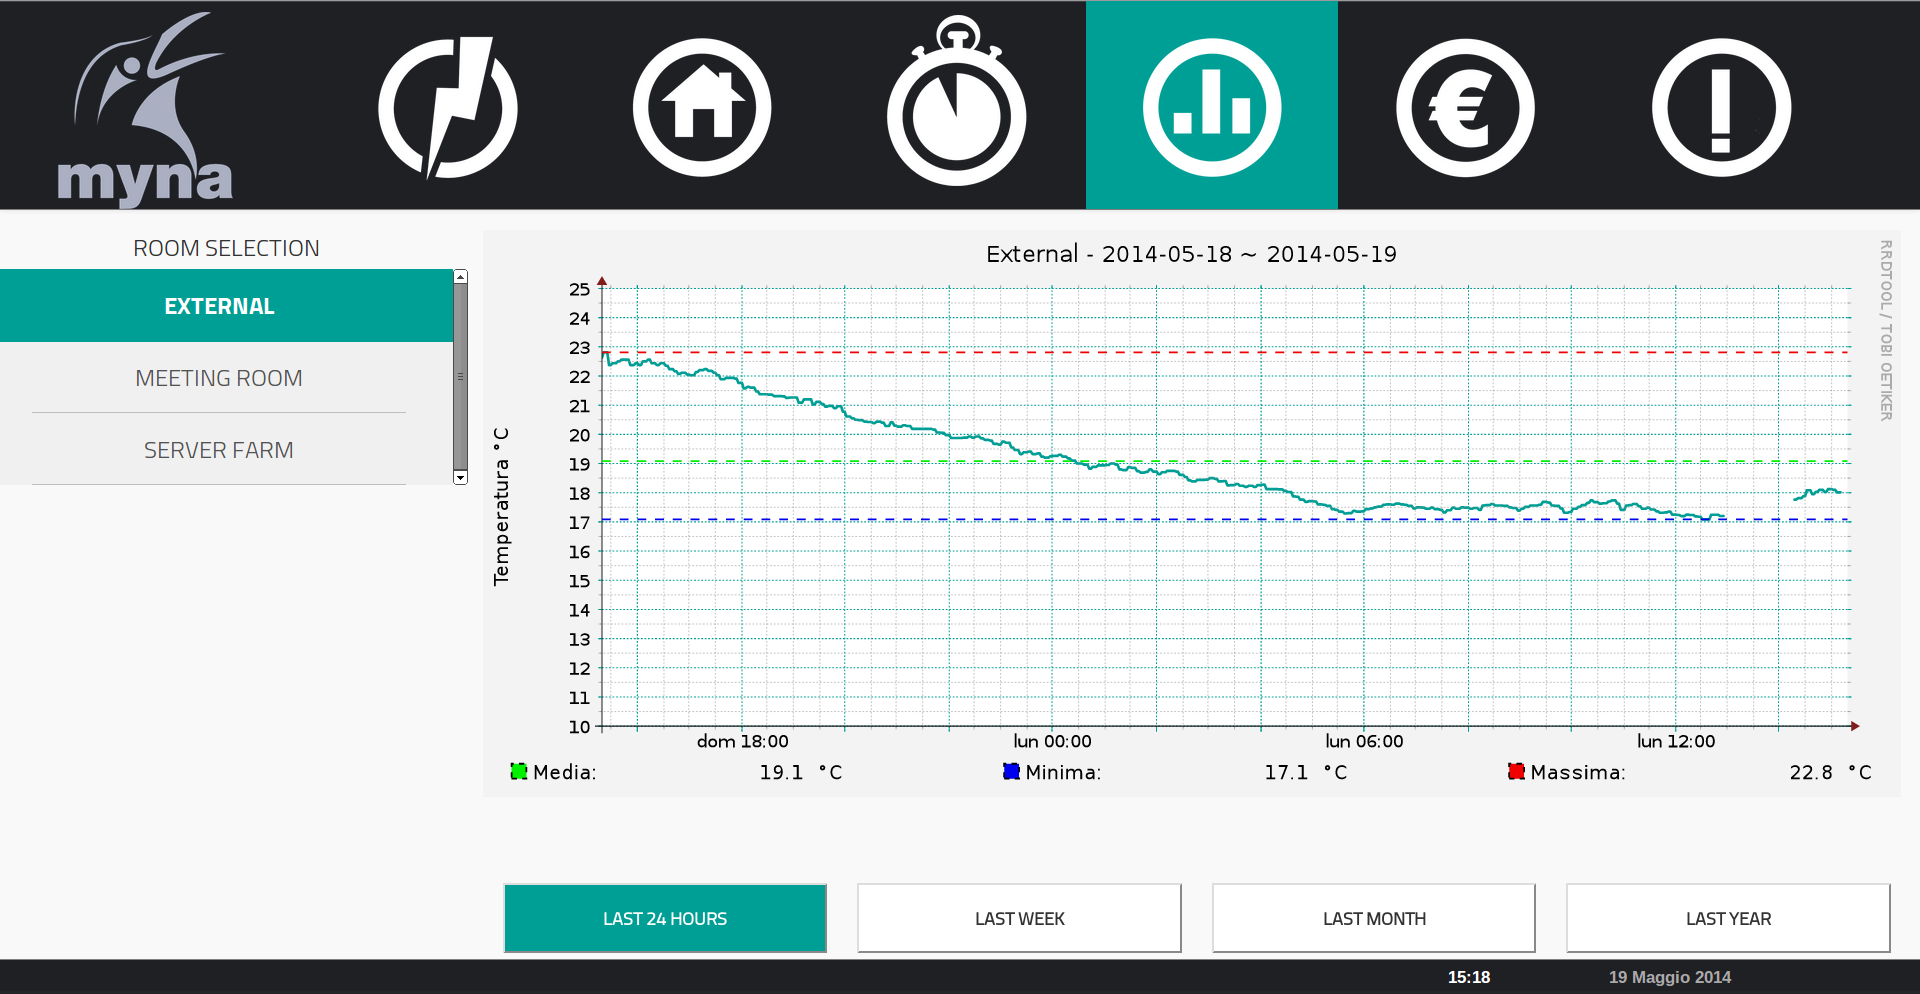 myna
ROOM SELECTION
EXTERNAL
MEETING ROOM
SERVER FARM
External - 2014-05-18 ~ 2014-05-19
RRDTOOL / TOBI OETIKER
Temperatura °C
25
24
23
22
21
20
19
18
17
16
15
14
13
12
11
10
dom 18:00 lun 00:00 lun 06:00 lun 12:00
Media: 19.1 °C Minima: 17.1 °C Massima: 22.8 °C
LAST 24 HOURS LAST WEEK LAST MONTH LAST YEAR
15:18 19 Maggio 2014